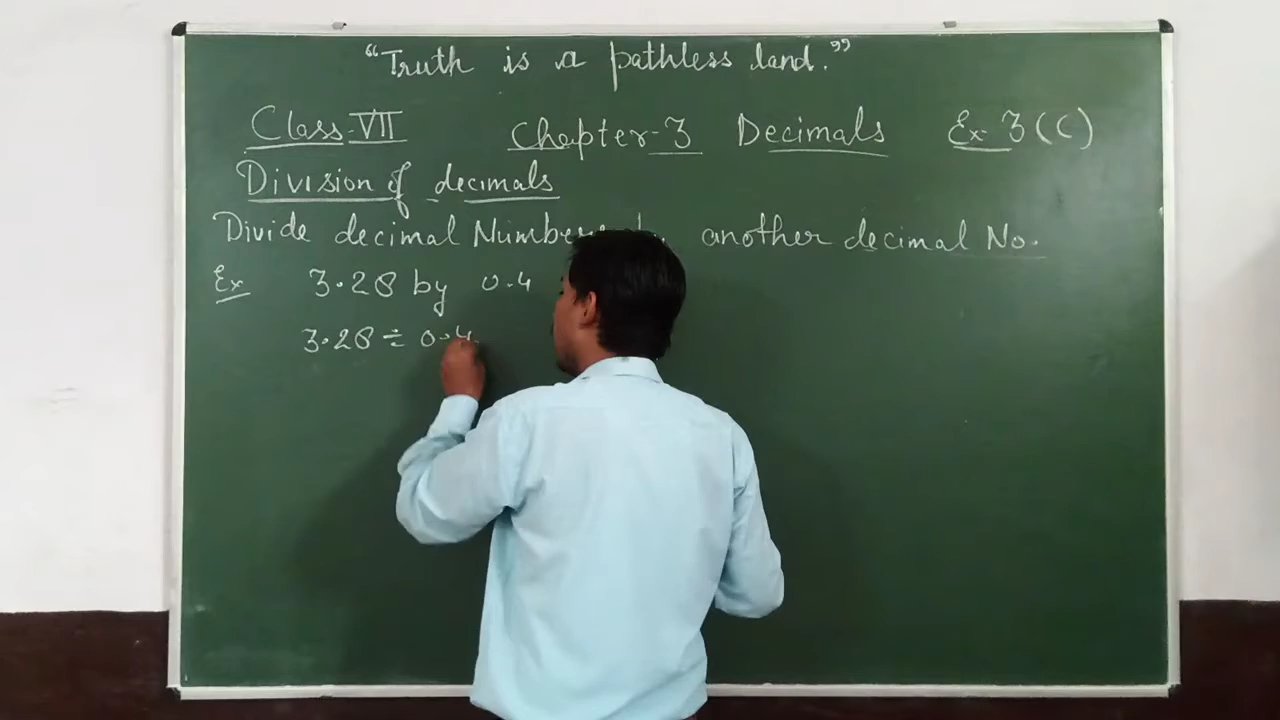 “Truth is a pathless land.”
Class-VII Chapter-3 Decimals Ex 3(C)
Division of decimals
Divide decimal Numbers another decimal No.
Ex 3.28 by 0.4
3.28 ÷ 0.4